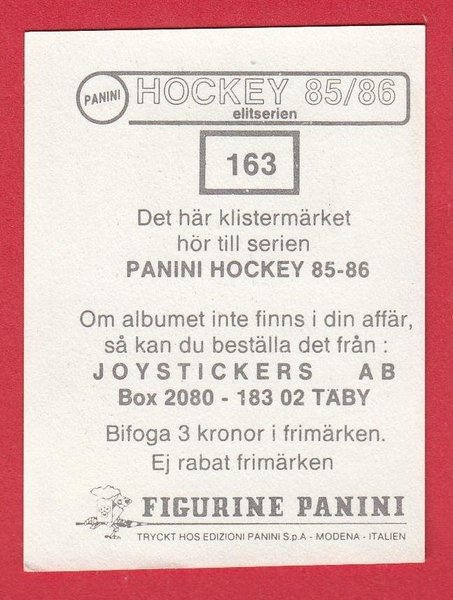 PANINI HOCKEY 85/86
elitserien
163
Det här klistermärket
hör till serien
PANINI HOCKEY 85-86
Om albumet inte finns i din affär,
så kan du beställa det från :
JOYSTICKERS AB
Box 2080 - 183 02 TÄBY
Bifoga 3 kronor i frimärken.
Ej rabat frimärken
FIGURINE PANINI
TRYCKT HOS EDIZIONI PANINI S.p.A - MODENA - ITALIEN